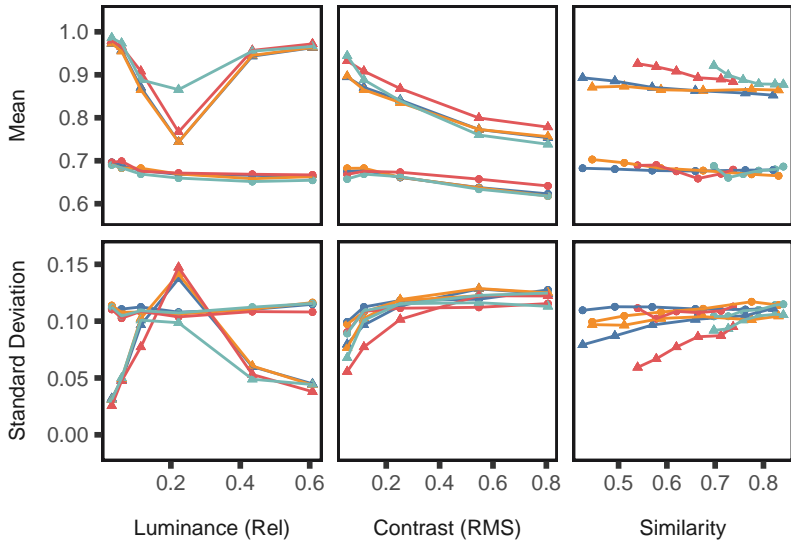 Mean
1.0
0.9
0.8
0.7
0.6
Standard Deviation
0.15
0.10
0.05
0.00
0.2 0.4 0.6
0.2 0.4 0.6 0.8
0.5 0.6 0.7 0.8
Luminance (Rel)
Contrast (RMS)
Similarity